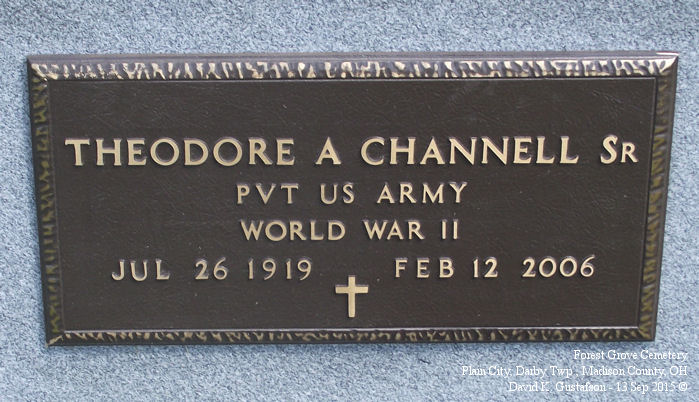 THEODORE A CHANNELL SR
PVT US ARMY
WORLD WAR II
JUL 26 1919 FEB 12 2006
Forest Grove Cemetery
Plain City, Darby Twp., Madison County, OH
David K. Gustafson - 13 Sep 2015 ©